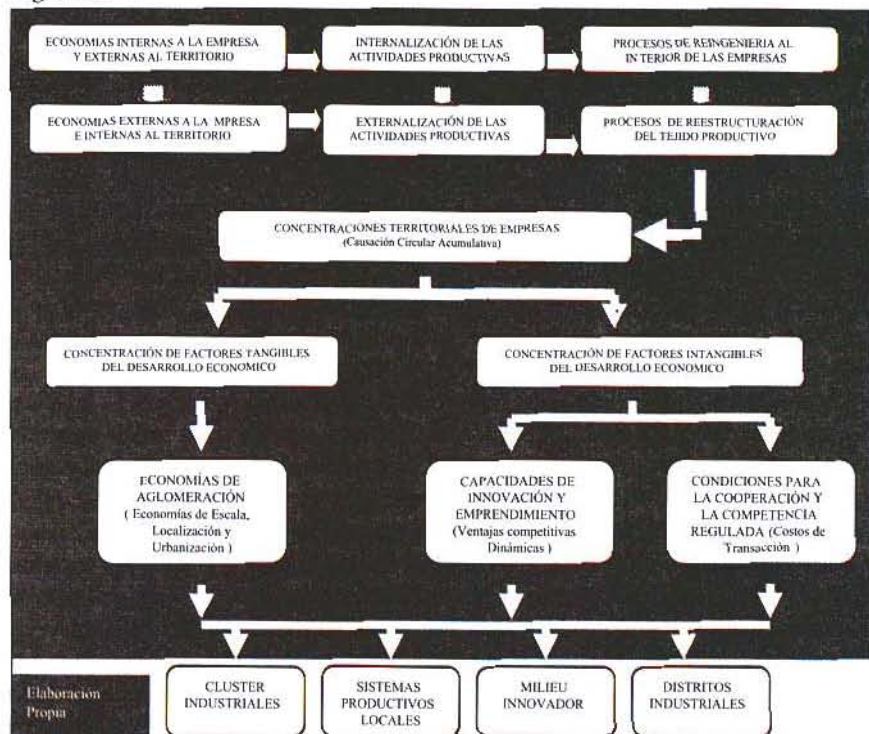 ECONOMIAS INTERNAS A LA EMPRESA
Y EXTERNAS AL TERRITORIO
INTERNALIZACIÓN DE LAS
ACTIVIDADES PRODUCTIVAS
PROCESOS DE REINGENIERIA AL
INTERIOR DE LAS EMPRESAS
ECONOMIAS EXTERNAS A LA MPRESA
E INTERNAS AL TERRITORIO
EXTERNALIZACIÓN DE LAS
ACTIVIDADES PRODUCTIVAS
PROCESOS DE REESTRUCTURACIÓN
DEL TEJIDO PRODUCTIVO
CONCENTRACIONES TERRITORIALES DE EMPRESAS
(Causación Circular Acumulativa)
CONCENTRACIÓN DE FACTORES TANGIBLES
DEL DESARROLLO ECONOMICO
CONCENTRACIÓN DE FACTORES INTANGIBLES
DEL DESARROLLO ECONOMICO
ECONOMÍAS DE
AGLOMERACIÓN
( Economías de Escala,
Localización y
Urbanización )
CAPACIDADES DE
INNOVACIÓN Y
EMPRENDIMIENTO
(Ventajas competitivas
Dinámicas )
CONDICIONES PARA
LA COOPERACIÓN Y
LA COMPETENCIA
REGULADA (Costos de
Transacción )
Elaboración
Propia
CLUSTER
INDUSTRIALES
SISTEMAS
PRODUCTIVOS
LOCALES
MILIEU
INNOVADOR
DISTRITOS
INDUSTRIALES